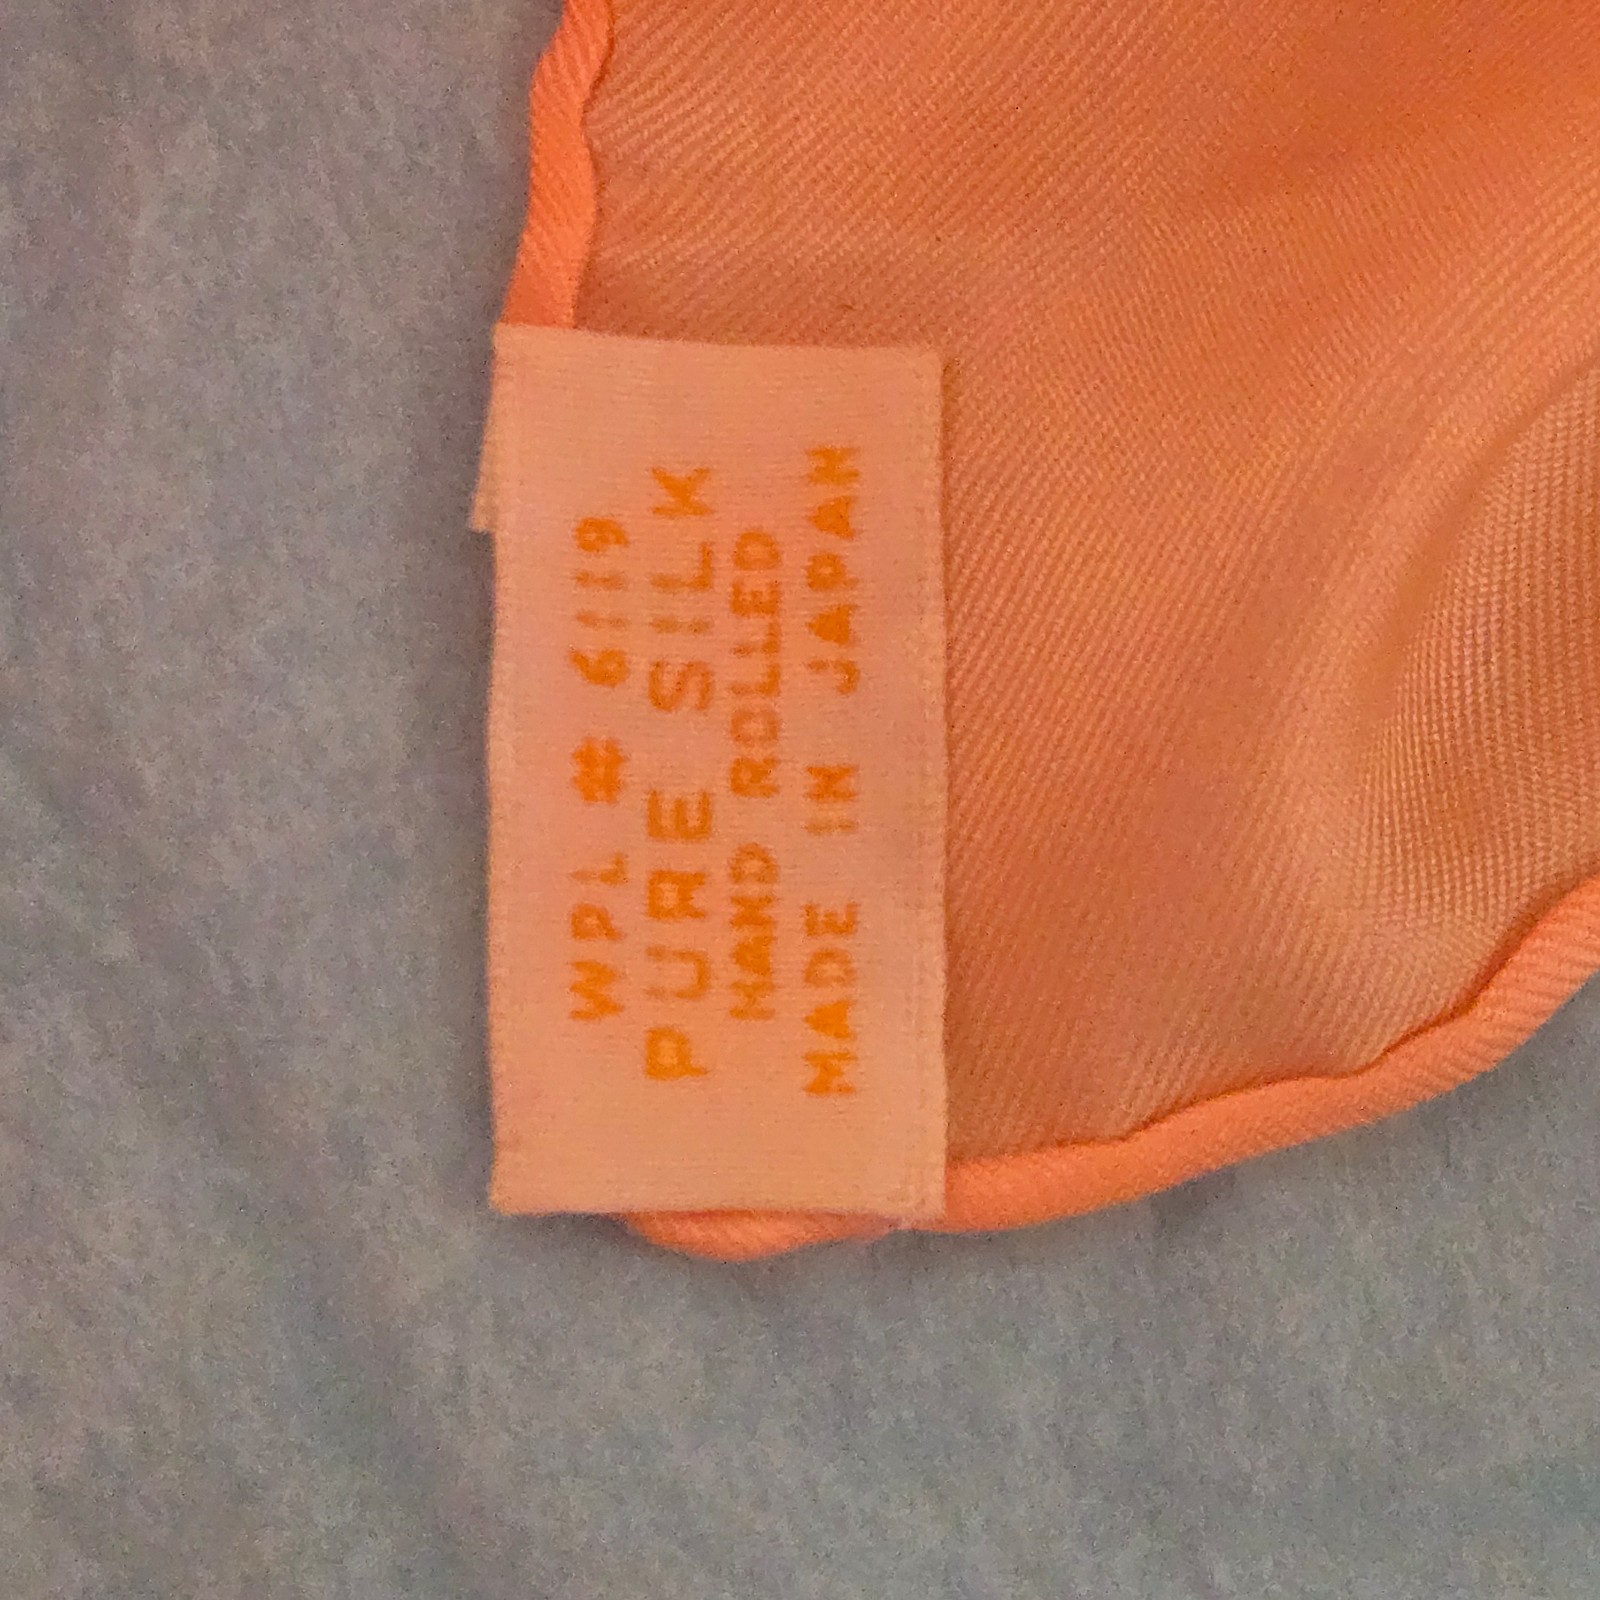 WPL # 6119
PURE SILK
HAND ROLLED
MADE IN JAPAN